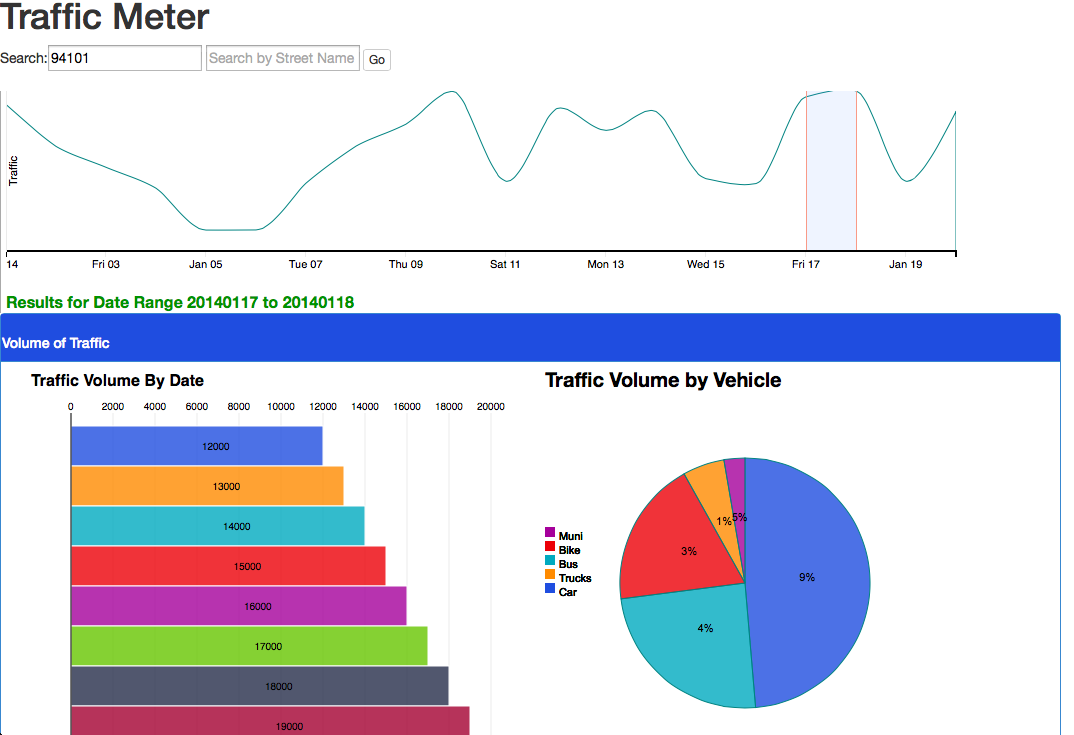 Traffic Meter
Search: 94101 Search by Street Name Go
Traffic
14 Fri 03 Jan 05 Tue 07 Thu 09 Sat 11 Mon 13 Wed 15 Fri 17 Jan 19
Results for Date Range 20140117 to 20140118
Volume of Traffic
Traffic Volume By Date
0 2000 4000 6000 8000 10000 12000 14000 16000 18000 20000
12000
13000
14000
15000
16000
17000
18000
19000
Traffic Volume by Vehicle
Muni
Bike
Bus
Trucks
Car
1% 5%
3%
9%
4%